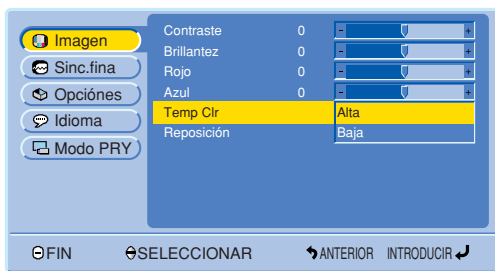 Imagen
Sinc.fina
Opciónes
Idioma
Modo PRY
Contraste 0 - +
Brillantez 0 - +
Rojo 0 - +
Azul 0 - +
Temp Clr Alta
Reposición Baja
FIN SELECCIONAR ANTERIOR INTRODUCIR